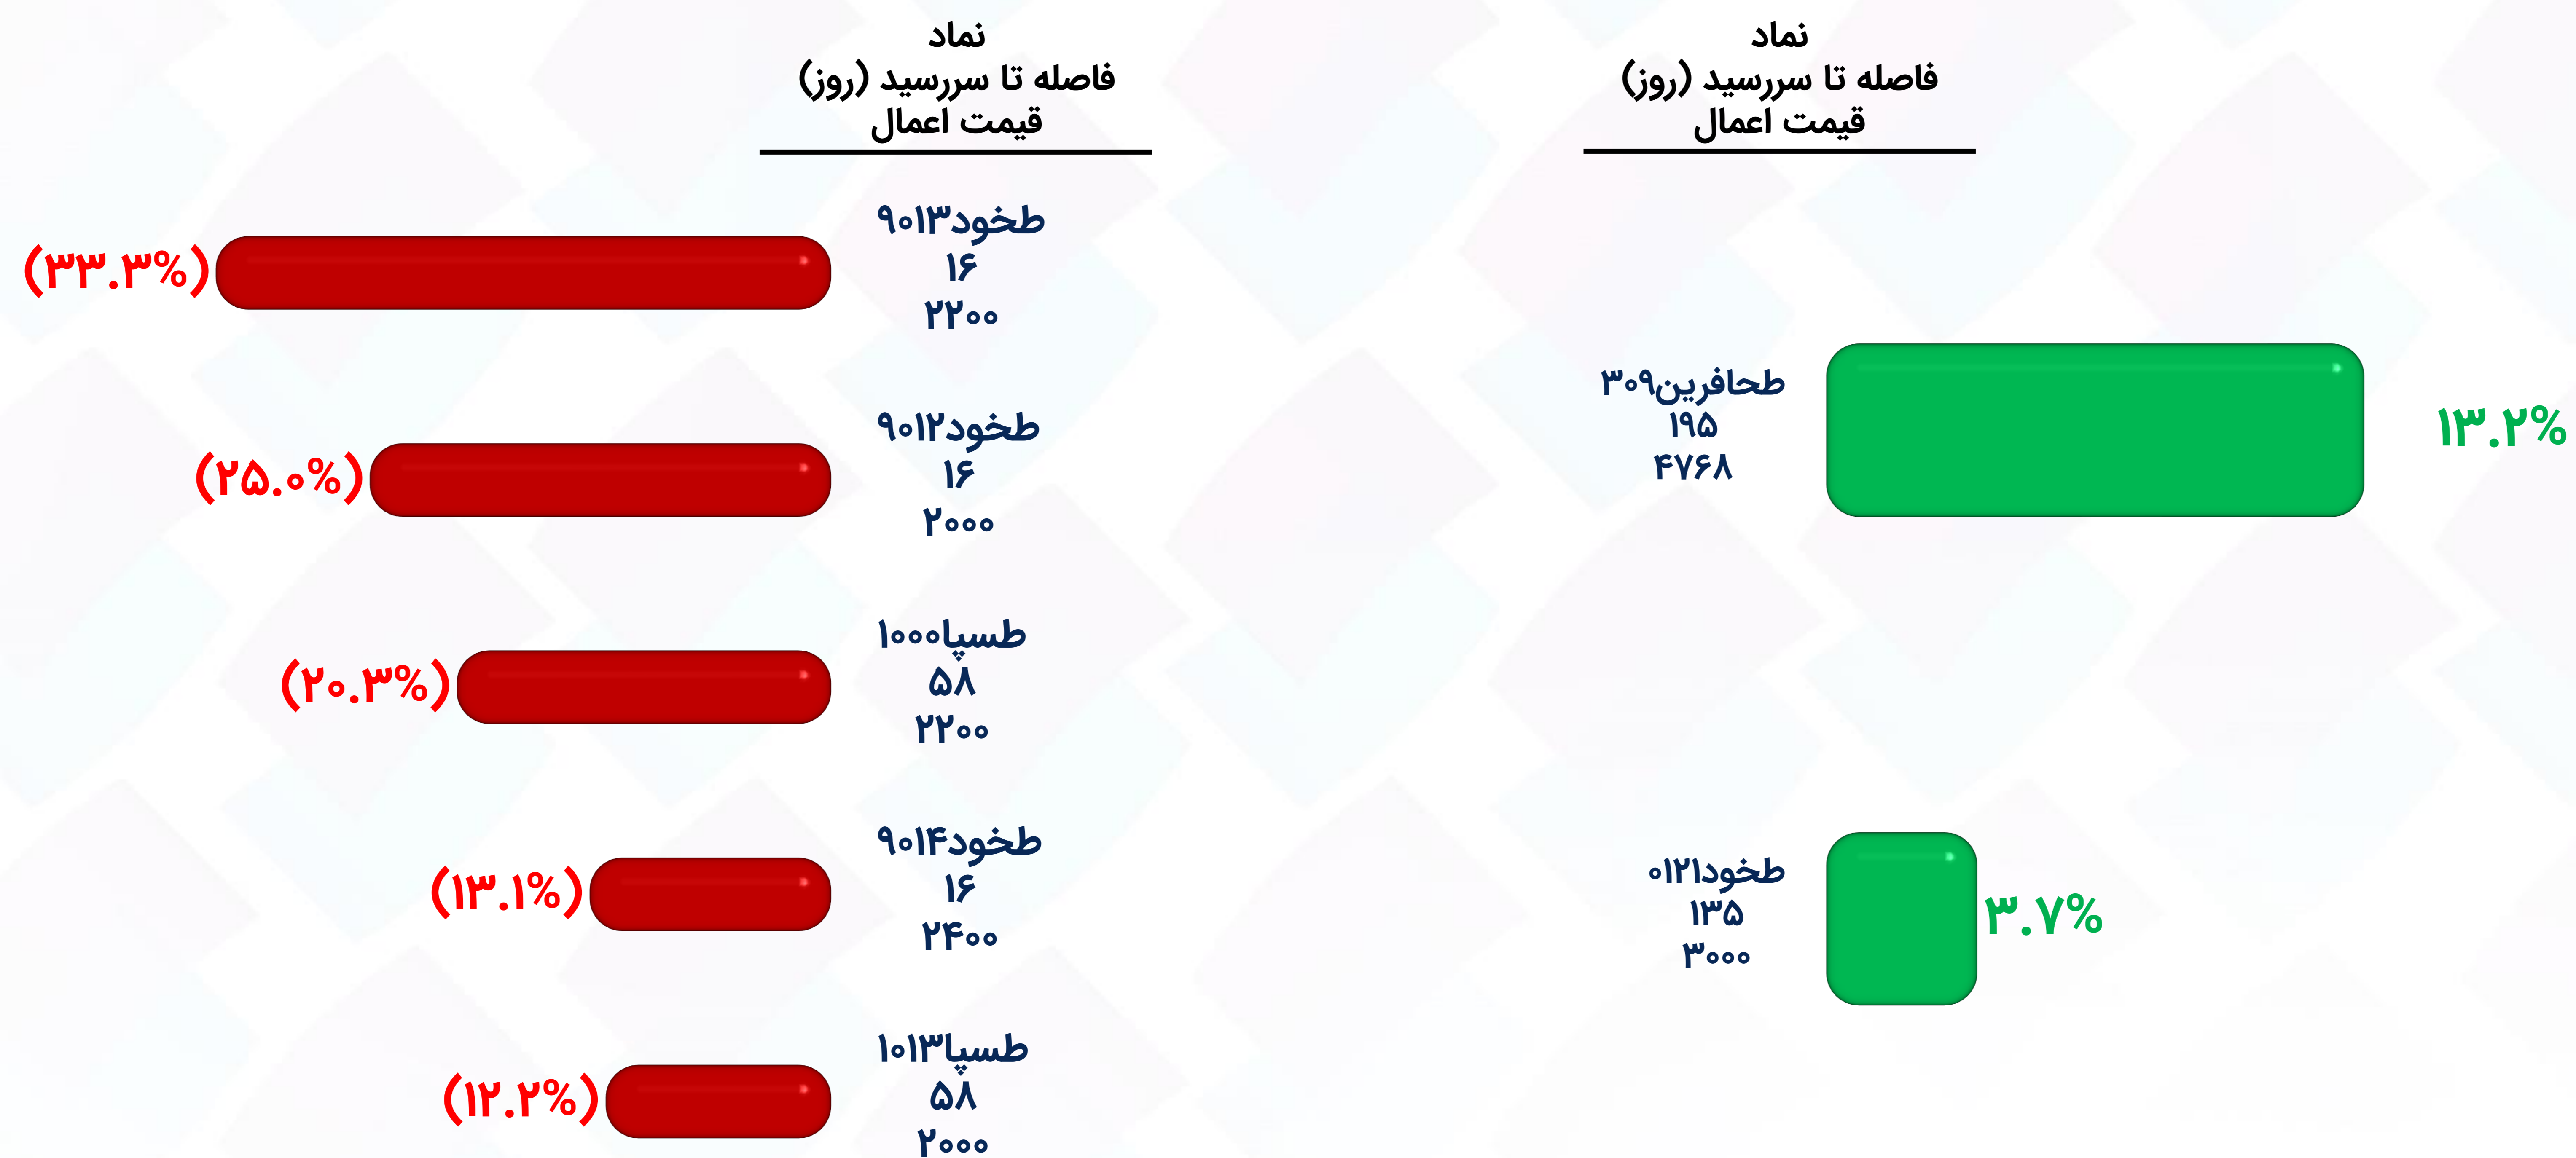 نماد
فاصله تا سررسید (روز)
قیمت اعمال
طحافرین۳۰۹
۱۹۵
۴۷۶۸
۱۳.۲%
طخود۰۱۲۱
۱۳۵
۳۰۰۰
۳.۷%
نماد
فاصله تا سررسید (روز)
قیمت اعمال
طخود۹۰۱۳
۱۶
۲۲۰۰
(۳۳.۳%)
طخود۹۰۱۲
۱۶
۲۰۰۰
(۲۵.۰%)
طسپا۱۰۰۰
۵۸
۲۲۰۰
(۲۰.۳%)
طخود۹۰۱۴
۱۶
۲۴۰۰
(۱۳.۱%)
طسپا۱۰۱۳
۵۸
۲۰۰۰
(۱۲.۲%)